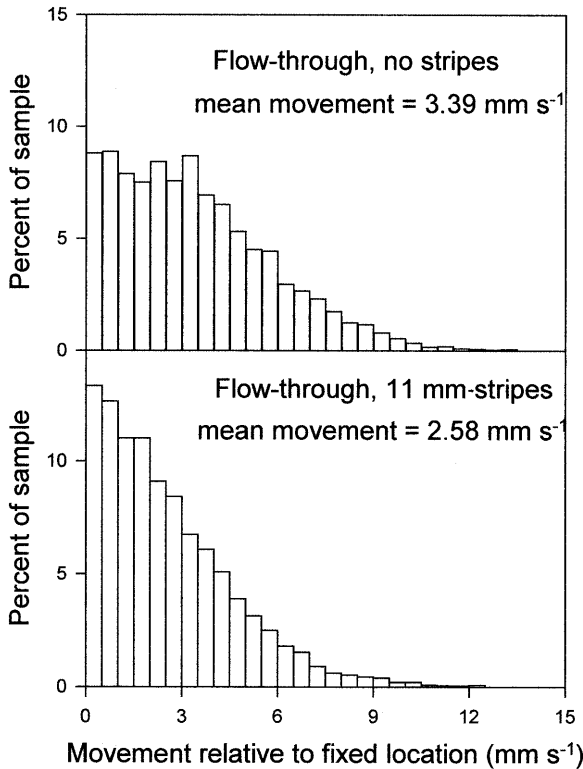 15
Flow-through, no stripes
mean movement = 3.39 mm s-1
10
5
0
Percent of sample
Flow-through, 11 mm-stripes
mean movement = 2.58 mm s-1
10
5
0
Percent of sample
0 3 6 9 12 15
Movement relative to fixed location (mm s-1)